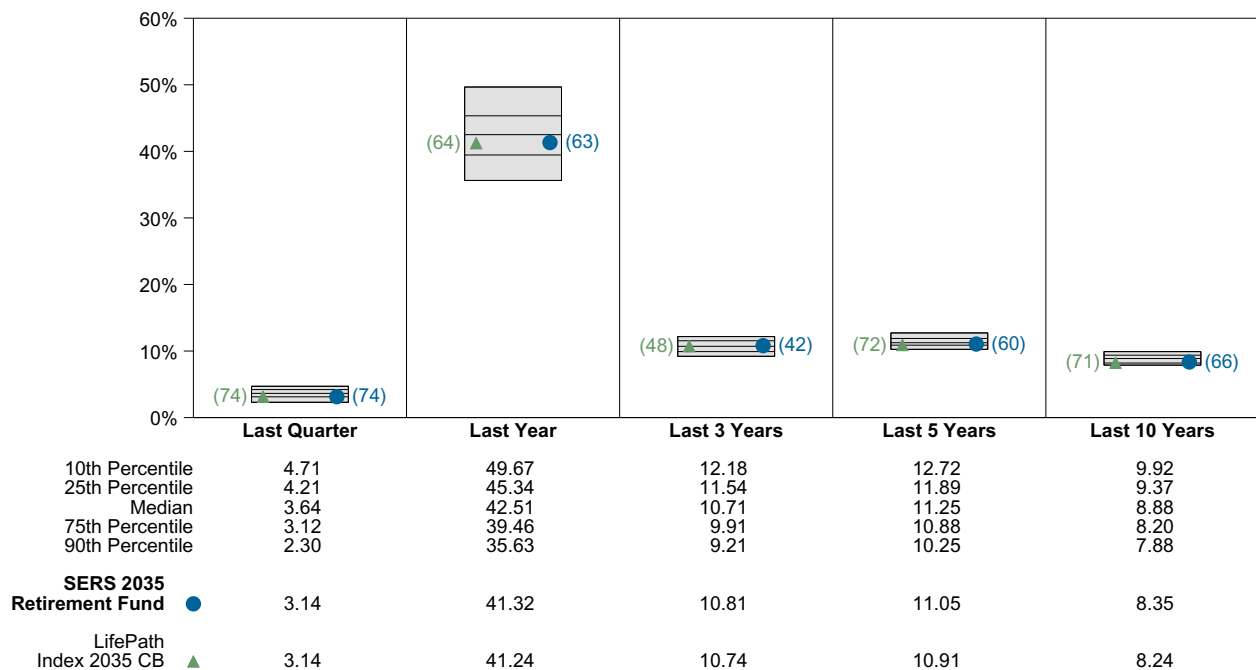 60%
50%
40%
30%
20%
10%
0%
(74) (74)
(64) (63)
(48) (42)
(72) (60)
(71) (66)
Last Quarter Last Year Last 3 Years Last 5 Years Last 10 Years
10th Percentile 4.71 49.67 12.18 12.72 9.92
25th Percentile 4.21 45.34 11.54 11.89 9.37
Median 3.64 42.51 10.71 11.25 8.88
75th Percentile 3.12 39.46 9.91 10.88 8.20
90th Percentile 2.30 35.63 9.21 10.25 7.88
SERS 2035
Retirement Fund 3.14 41.32 10.81 11.05 8.35
LifePath
Index 2035 CB 3.14 41.24 10.74 10.91 8.24